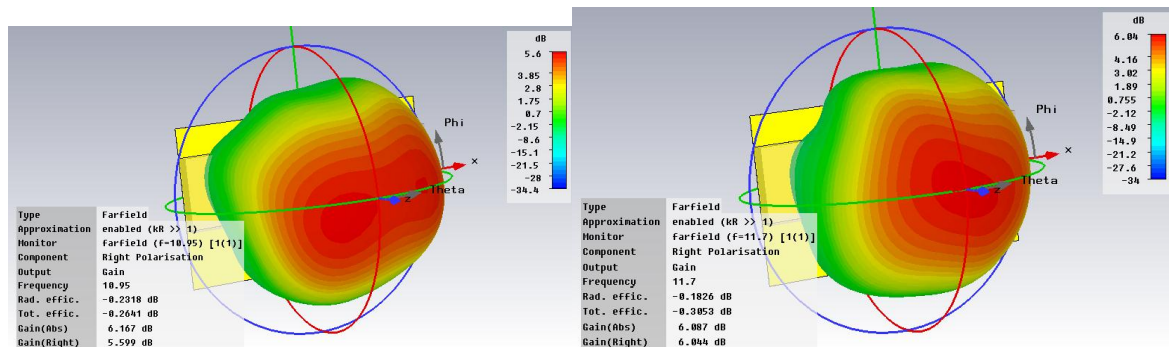 dB
5.6
3.85
2.8
1.75
0.7
-2.15
-8.6
-15.1
-21.5
-28
-34.4
Phi
x
Theta
z
Type Farfield
Approximation enabled (kR >> 1)
Monitor farfield (f=10.95) [1(1)]
Component Right Polarisation
Output Gain
Frequency 10.95
Rad. effic. -0.2318 dB
Tot. effic. -0.2641 dB
Gain(Abs) 6.167 dB
Gain(Right) 5.599 dB
dB
6.04
4.16
3.02
1.89
0.755
-2.12
-8.49
-14.9
-21.2
-27.6
-34
Phi
x
Theta
z
Type Farfield
Approximation enabled (kR >> 1)
Monitor farfield (f=11.7) [1(1)]
Component Right Polarisation
Output Gain
Frequency 11.7
Rad. effic. -0.1826 dB
Tot. effic. -0.3053 dB
Gain(Abs) 6.087 dB
Gain(Right) 6.044 dB